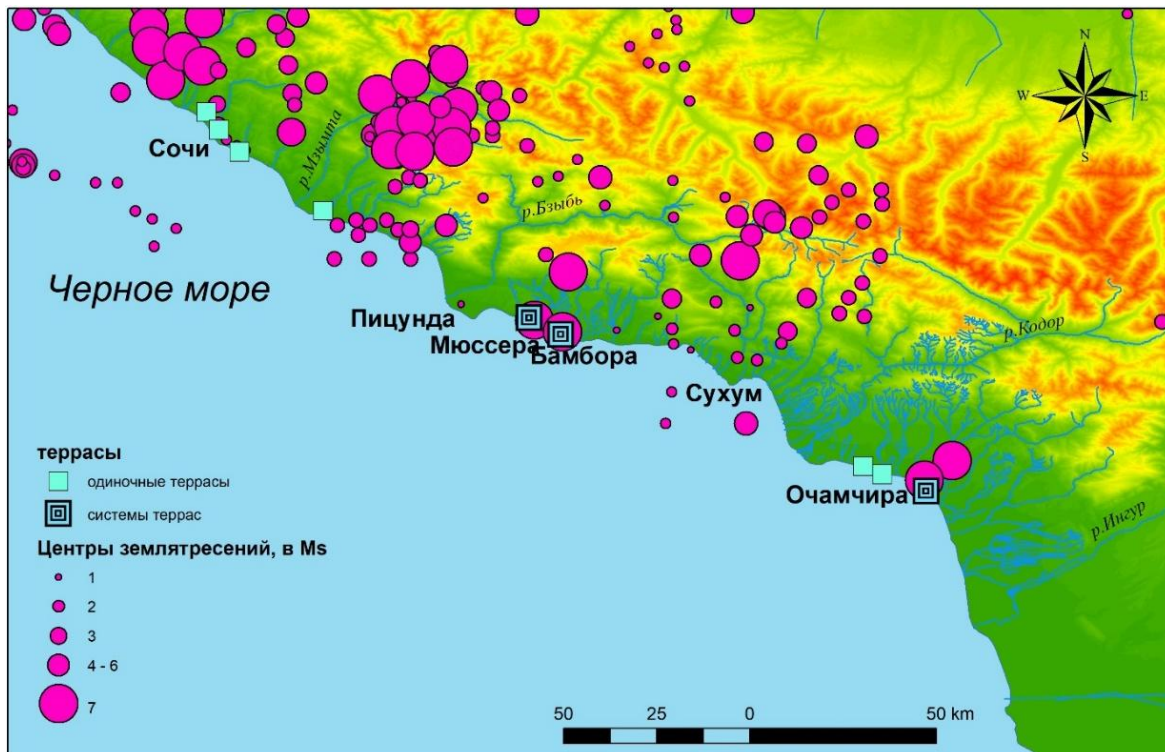 N
W
E
S
Сочи
р.Мзымта
р.Бзыбь
Черное море
Пицунда
Мюссера
Бамбора
р.Кодор
Сухум
Очамчира
р.Ингур
террасы
одиночные террасы
системы террас
Центры землятресений, в Ms
1
2
3
4 - 6
7
50 25 0 50 km